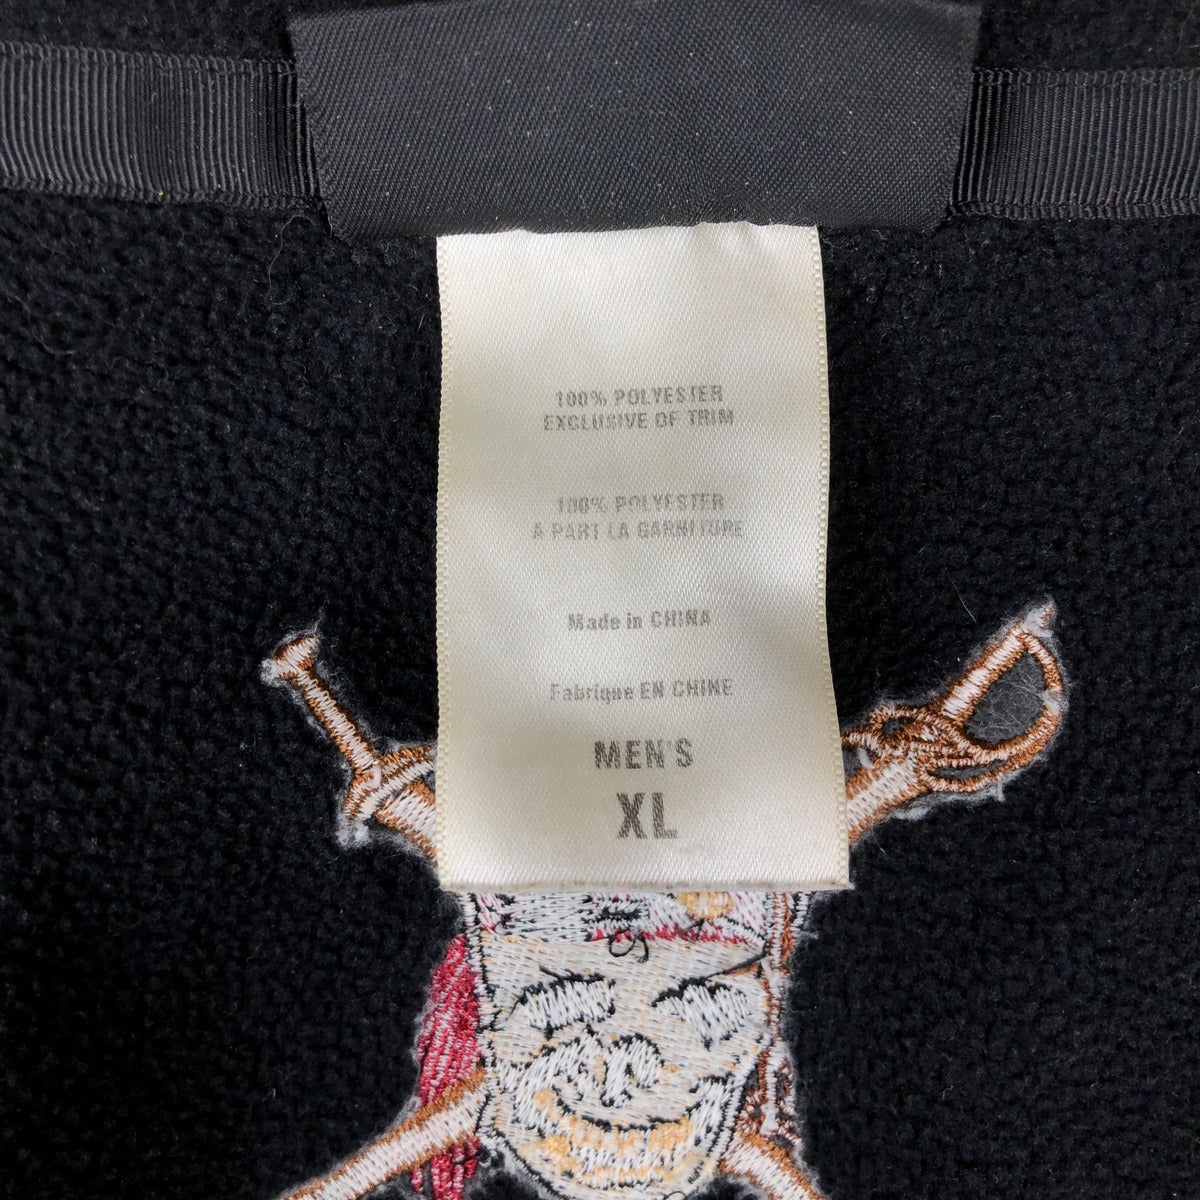 100% POLYESTER
EXCLUSIVE OF TRIM
100% POLYESTER
A PART LA GARNITURE
Made in CHINA
Fabrique EN CHINE
MEN'S
XL